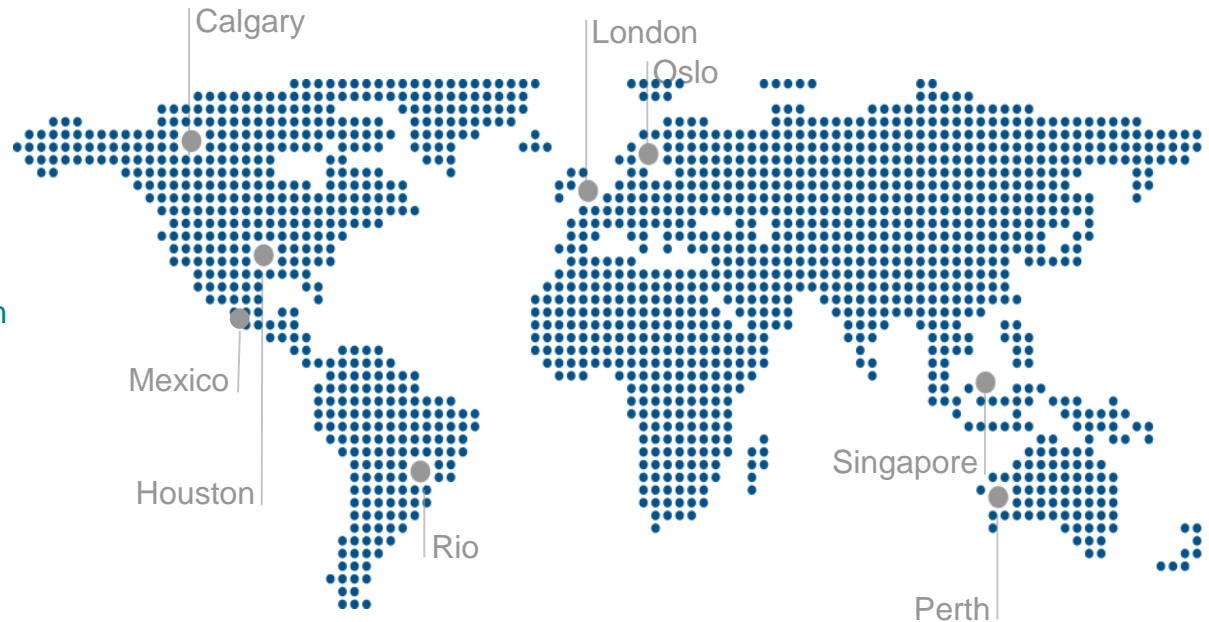 Calgary
London
Oslo
n
Mexico
Singapore
Houston
Rio
Perth